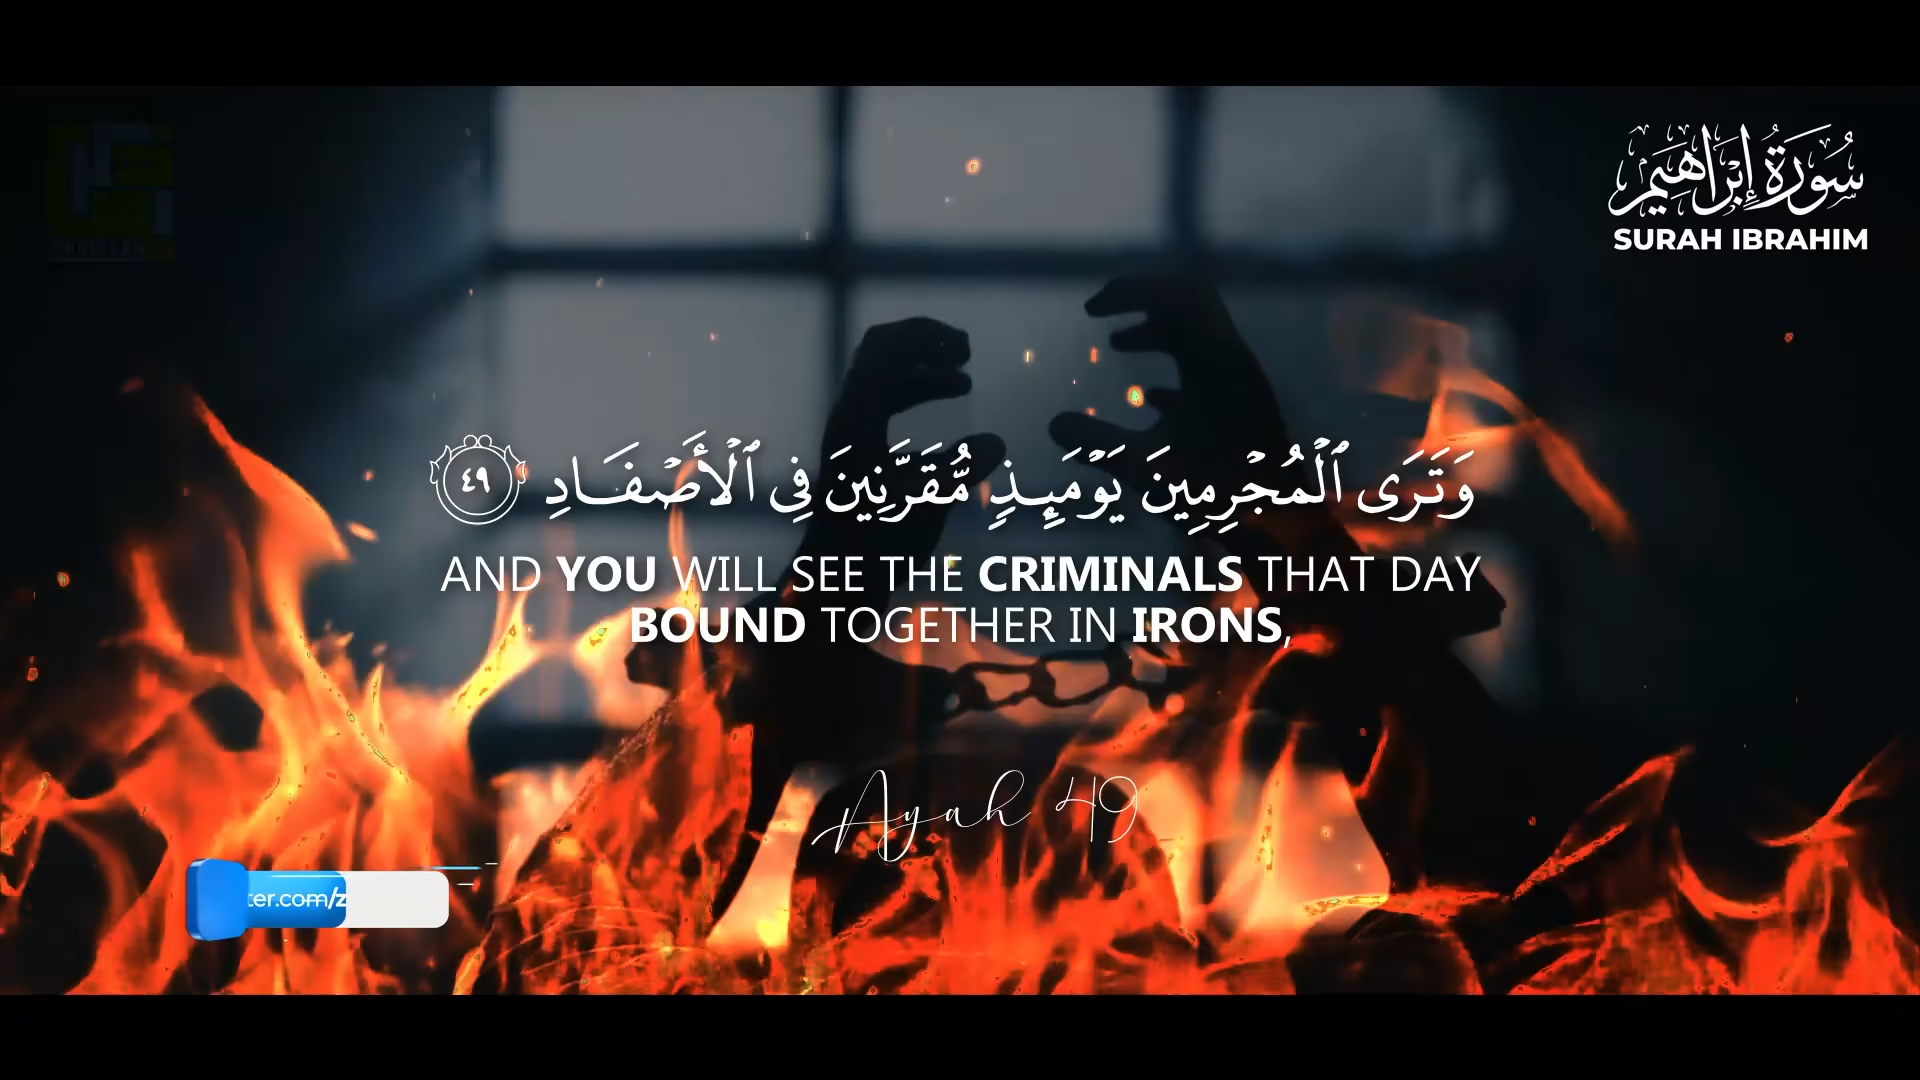 سُورَةُ إِبْرَاهِيم
SURAH IBRAHIM
وَتَرَى ٱلْمُجْرِمِينَ يَوْمَئِذٍ مُّقَرَّنِينَ فِى ٱلْأَصْفَادِ ٤٩
AND YOU WILL SEE THE CRIMINALS THAT DAY
BOUND TOGETHER IN IRONS,
Ayah 49
ter.com/z